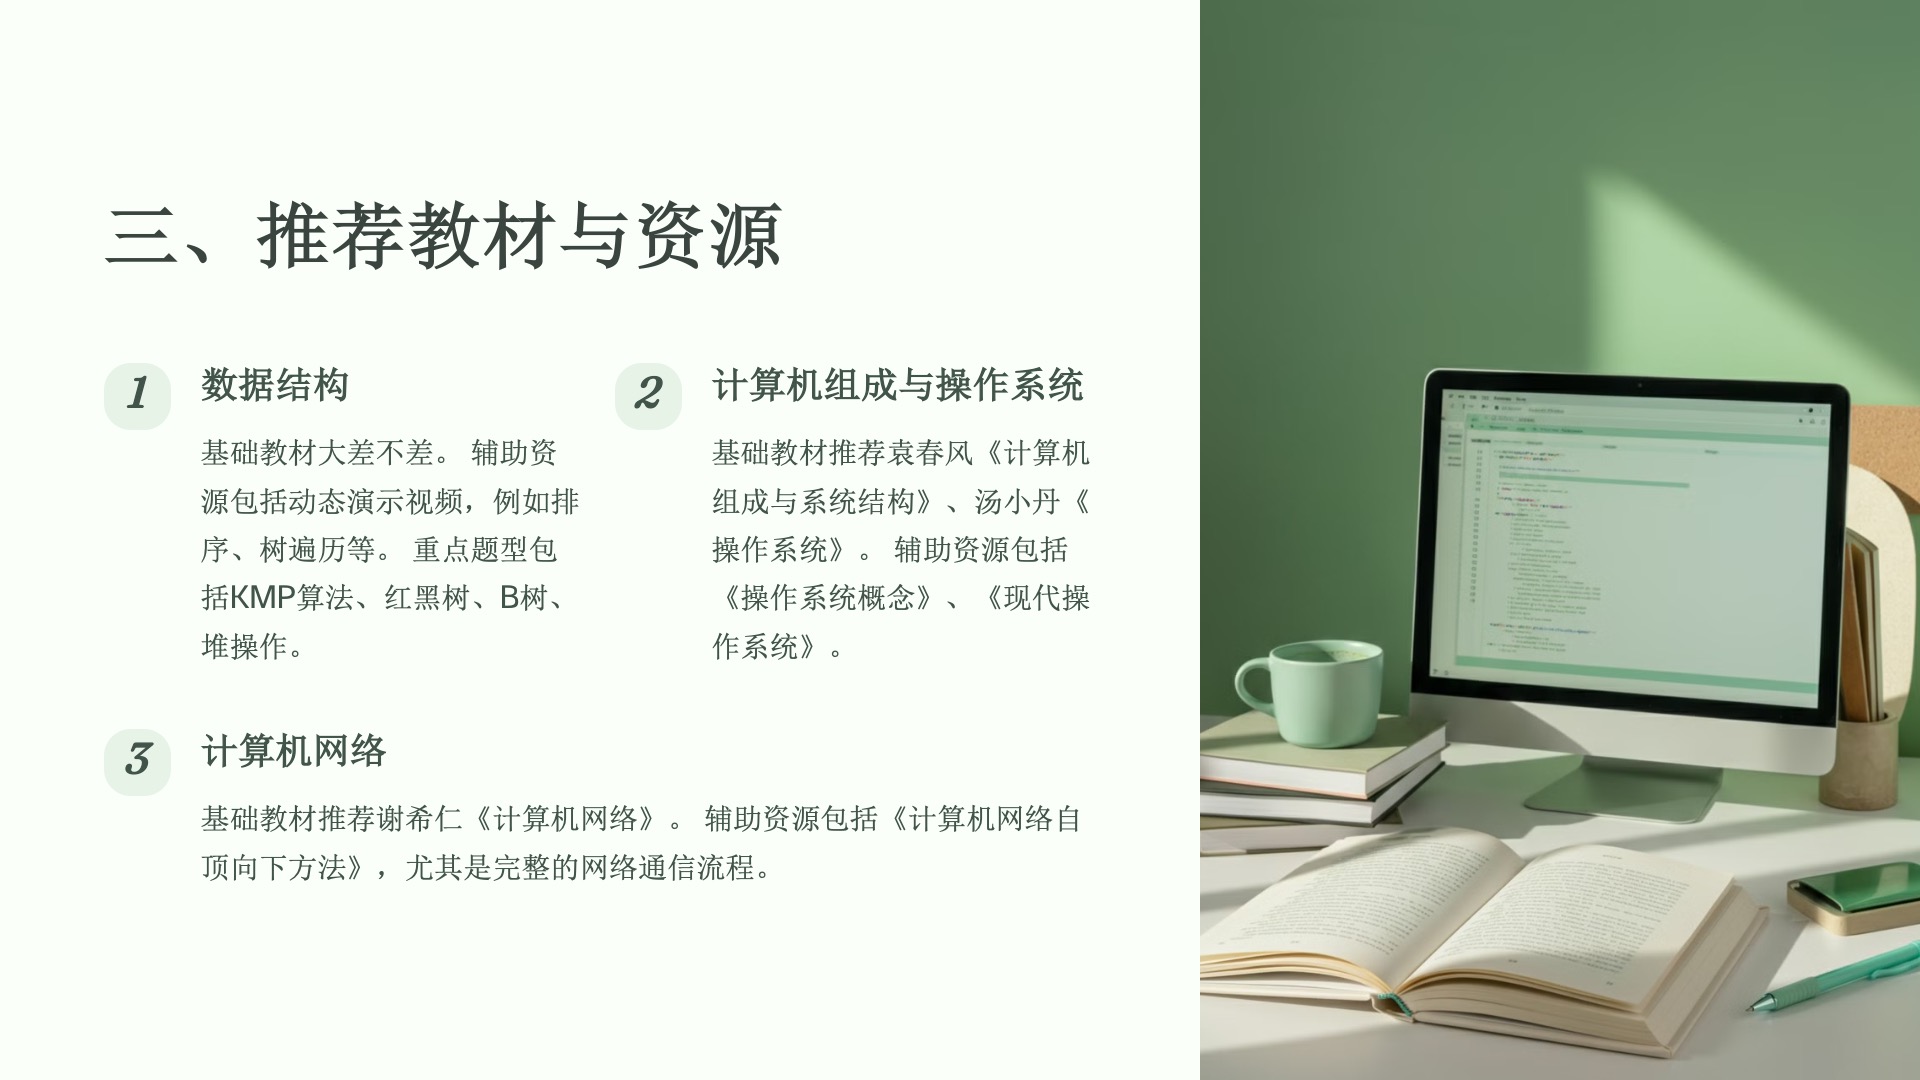 三、推荐教材与资源
1
数据结构
基础教材大差不差。 辅助资
源包括动态演示视频，例如排
序、树遍历等。 重点题型包
括KMP算法、红黑树、B树、
堆操作。
2
计算机组成与操作系统
基础教材推荐袁春风《计算机
组成与系统结构》、汤小丹《
操作系统》。 辅助资源包括
《操作系统概念》、《现代操
作系统》。
3
计算机网络
基础教材推荐谢希仁《计算机网络》。 辅助资源包括《计算机网络自
顶向下方法》，尤其是完整的网络通信流程。